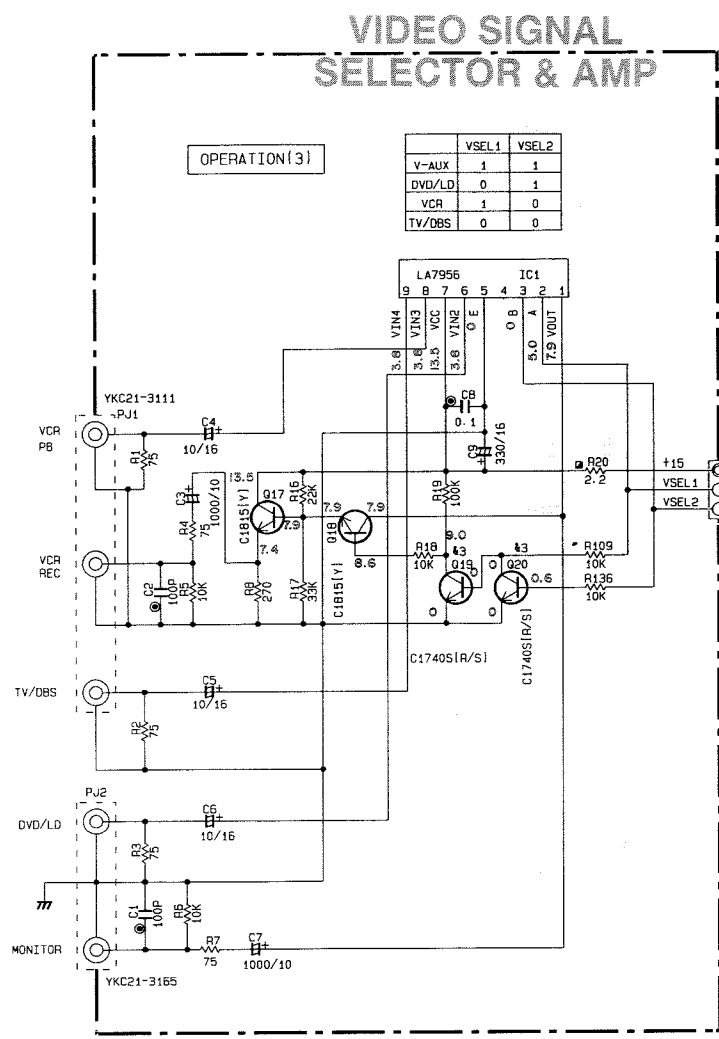 VIDEO SIGNAL
SELECTOR & AMP
OPERATION(3)
VSEL1 VSEL2
V-AUX 1 1
DVD/LD 0 1
VCR 1 0
TV/DBS 0 0
LA7956 IC1
9 8 7 6 5 4 3 2 1
3.8 VIN4
3.8 VIN3
13.5 VCC
3.8 VIN2
0 E
0 B
5.0 A
7.9 VOUT
YKC21-3111
PJ1
VCR
PB
C4
10/16
R1
75
C8
0.1
C9
330/16
R20
2.2
+15
VSEL1
VSEL2
C3
1000/10
13.5
Q17
C1815(Y)
7.9
7.4
R16
22K
7.9 7.9
Q18
8.6
C1815(Y)
R19
100K
R4
75
VCR
REC
C2
100P
R5
10K
R8
270
R17
33K
R18
10K
9.0
Q19
0
0
C1740S(R/S)
Q20
0
0
0.6
C1740S(R/S)
R109
10K
R136
10K
TV/DBS
C5
10/16
R2
75
PJ2
DVD/LD
C6
10/16
R3
75
C1
100P
R6
10K
MONITOR
R7
75
C7
1000/10
YKC21-3165